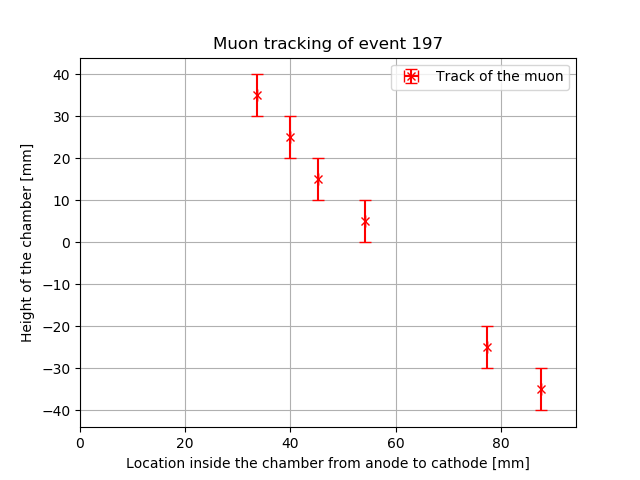 Muon tracking of event 197
Track of the muon
Height of the chamber [mm]
40
30
20
10
0
−10
−20
−30
−40
0 20 40 60 80
Location inside the chamber from anode to cathode [mm]